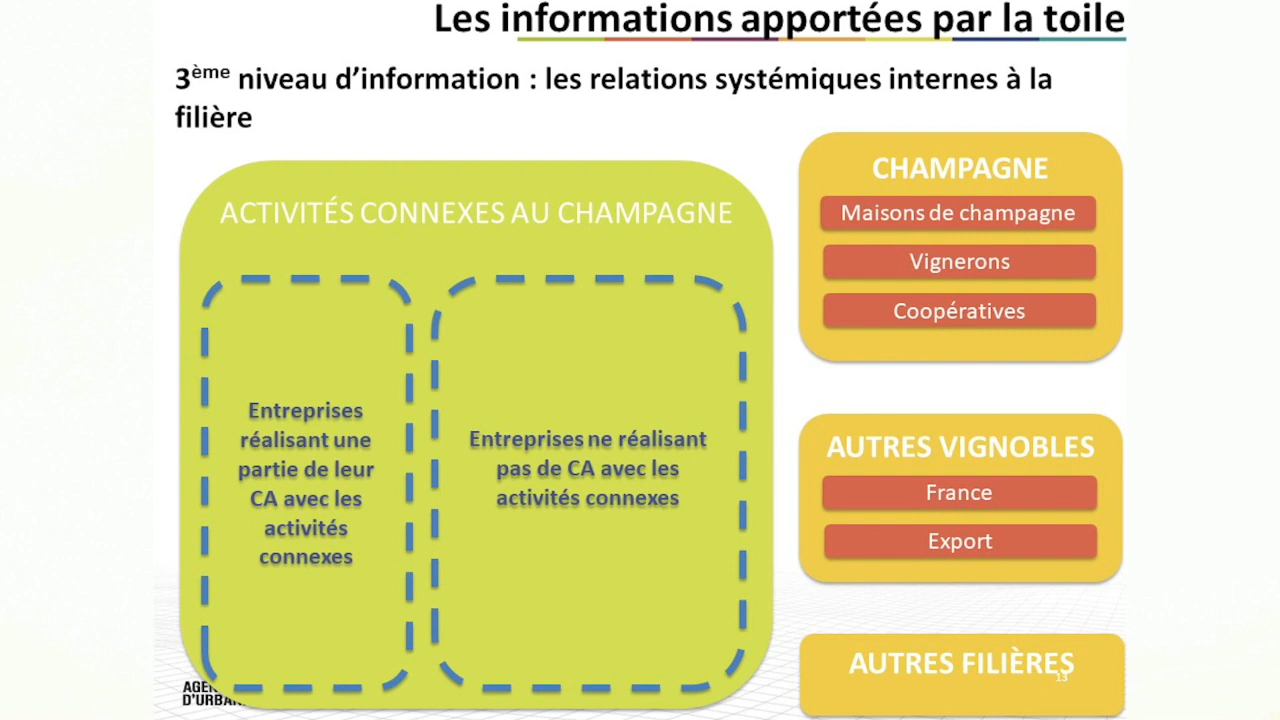 Les informations apportées par la toile
3ème niveau d’information : les relations systémiques internes à la
filière
ACTIVITÉS CONNEXES AU CHAMPAGNE
Entreprises
réalisant une
partie de leur
CA avec les
activités
connexes
Entreprises ne réalisant
pas de CA avec les
activités connexes
CHAMPAGNE
Maisons de champagne
Vignerons
Coopératives
AUTRES VIGNOBLES
France
Export
AUTRES FILIÈRES
13